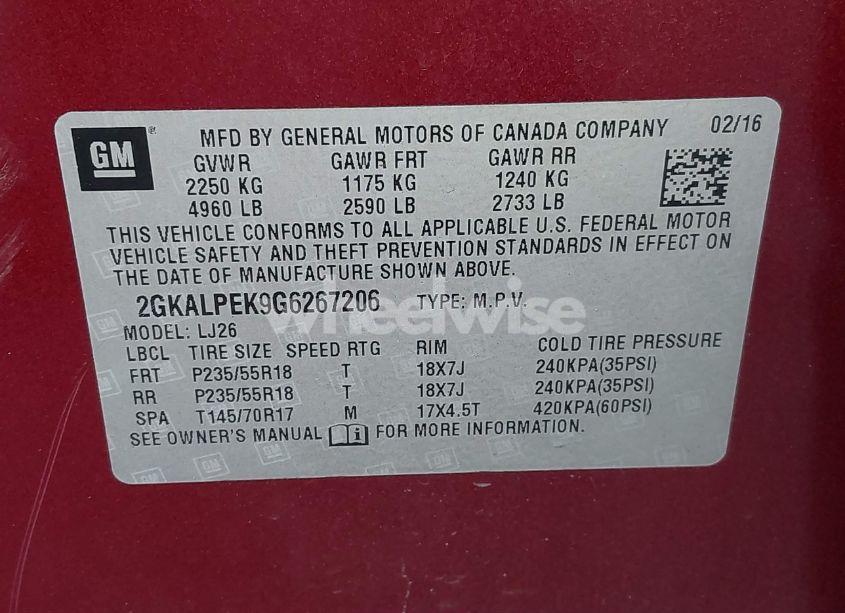 GM ® MFD BY GENERAL MOTORS OF CANADA COMPANY 02/16
GVWR GAWR FRT GAWR RR
2250 KG 1175 KG 1240 KG
4960 LB 2590 LB 2733 LB
THIS VEHICLE CONFORMS TO ALL APPLICABLE U.S. FEDERAL MOTOR
VEHICLE SAFETY AND THEFT PREVENTION STANDARDS IN EFFECT ON
THE DATE OF MANUFACTURE SHOWN ABOVE.
2GKALPEK9G6267206 TYPE: M.P.V.
wheelwise
MODEL: LJ26
LBCL TIRE SIZE SPEED RTG RIM COLD TIRE PRESSURE
FRT P235/55R18 T 18X7J 240KPA(35PSI)
RR P235/55R18 T 18X7J 240KPA(35PSI)
SPA T145/70R17 M 17X4.5T 420KPA(60PSI)
SEE OWNER'S MANUAL i FOR MORE INFORMATION.